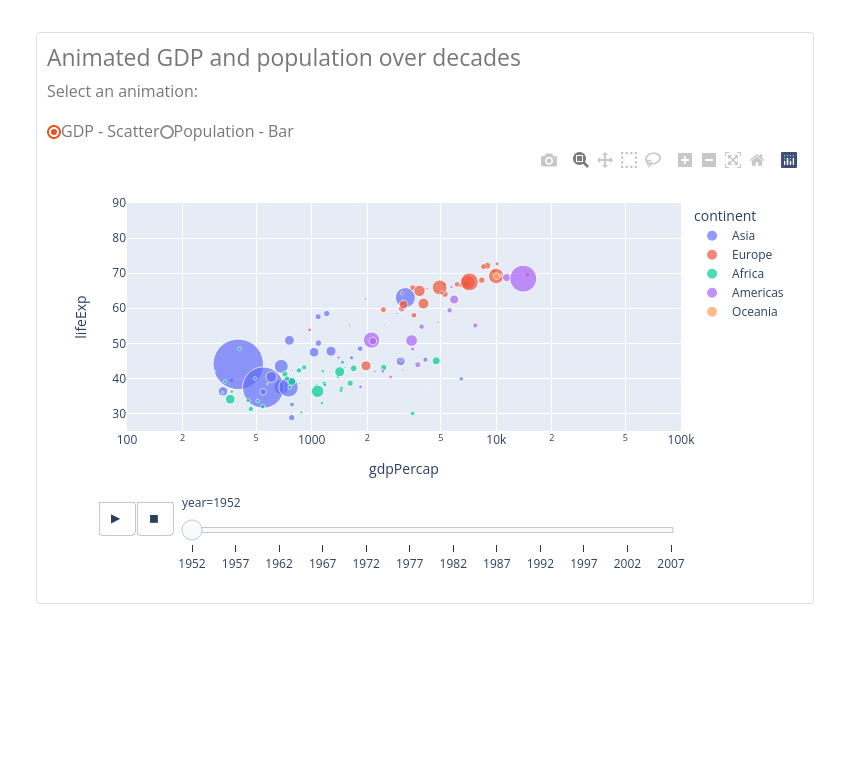 Animated GDP and population over decades
Select an animation:
GDP - Scatter Population - Bar
continent
Asia
Europe
Africa
Americas
Oceania
lifeExp
90
80
70
60
50
40
30
100 2 5 1000 2 5 10k 2 5 100k
gdpPercap
year=1952
1952 1957 1962 1967 1972 1977 1982 1987 1992 1997 2002 2007